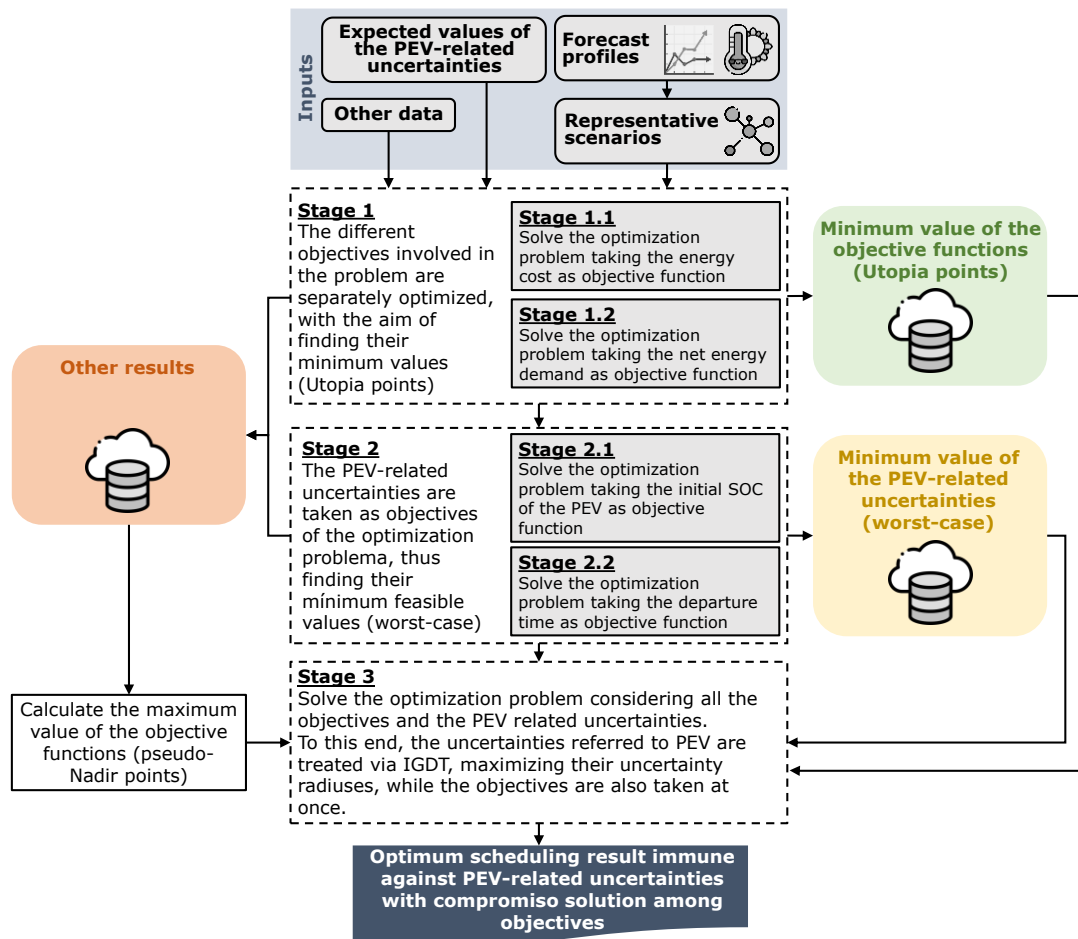 Inputs
Expected values of
the PEV-related
uncertainties
Forecast
profiles
Other data
Representative
scenarios
Stage 1
The different
objectives involved in
the problem are
separately optimized,
with the aim of
finding their
minimum values
(Utopia points)
Stage 1.1
Solve the optimization
problem taking the energy
cost as objective function
Stage 1.2
Solve the optimization
problem taking the net energy
demand as objective function
Minimum value of the
objective functions
(Utopia points)
Other results
Stage 2
The PEV-related
uncertainties are
taken as objectives
of the optimization
problema, thus
finding their
mínimum feasible
values (worst-case)
Stage 2.1
Solve the optimization
problem taking the initial SOC
of the PEV as objective
function
Stage 2.2
Solve the optimization
problem taking the departure
time as objective function
Minimum value of
the PEV-related
uncertainties
(worst-case)
Calculate the maximum
value of the objective
functions (pseudo-
Nadir points)
Stage 3
Solve the optimization problem considering all the
objectives and the PEV related uncertainties.
To this end, the uncertainties referred to PEV are
treated via IGDT, maximizing their uncertainty
radiuses, while the objectives are also taken at
once.
Optimum scheduling result immune
against PEV-related uncertainties
with compromiso solution among
objectives